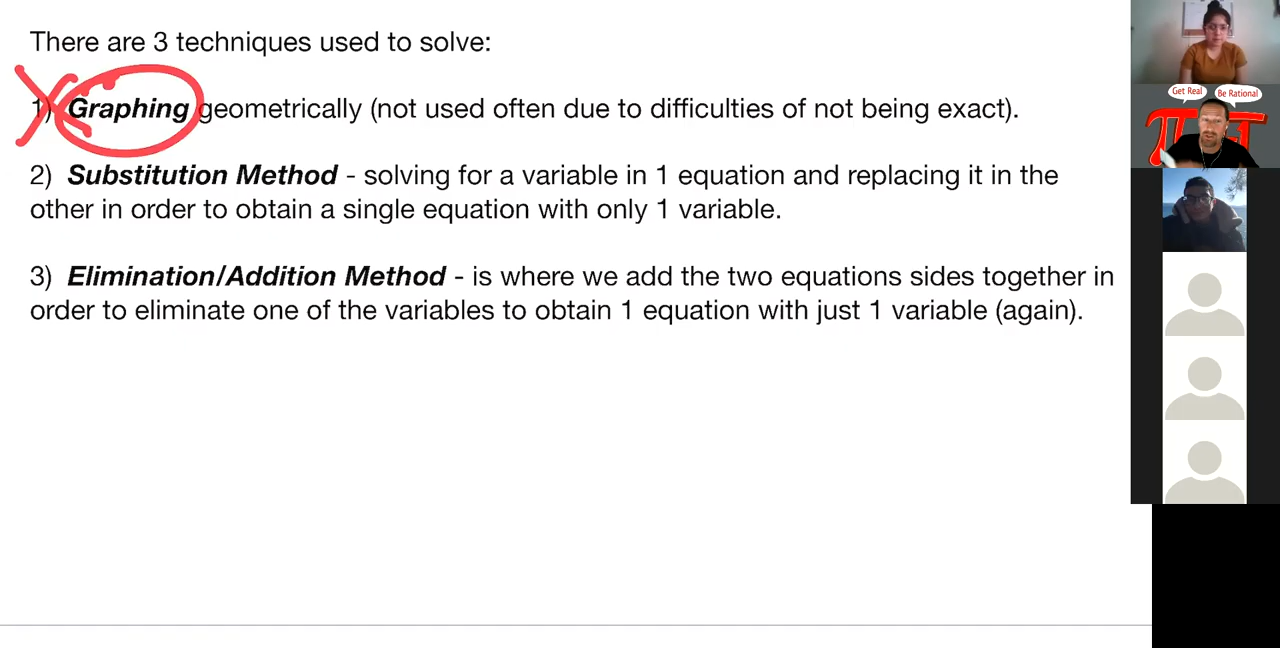 There are 3 techniques used to solve:
1) Graphing geometrically (not used often due to difficulties of not being exact).
2) Substitution Method - solving for a variable in 1 equation and replacing it in the
other in order to obtain a single equation with only 1 variable.
3) Elimination/Addition Method - is where we add the two equations sides together in
order to eliminate one of the variables to obtain 1 equation with just 1 variable (again).
Get Real
Be Rational